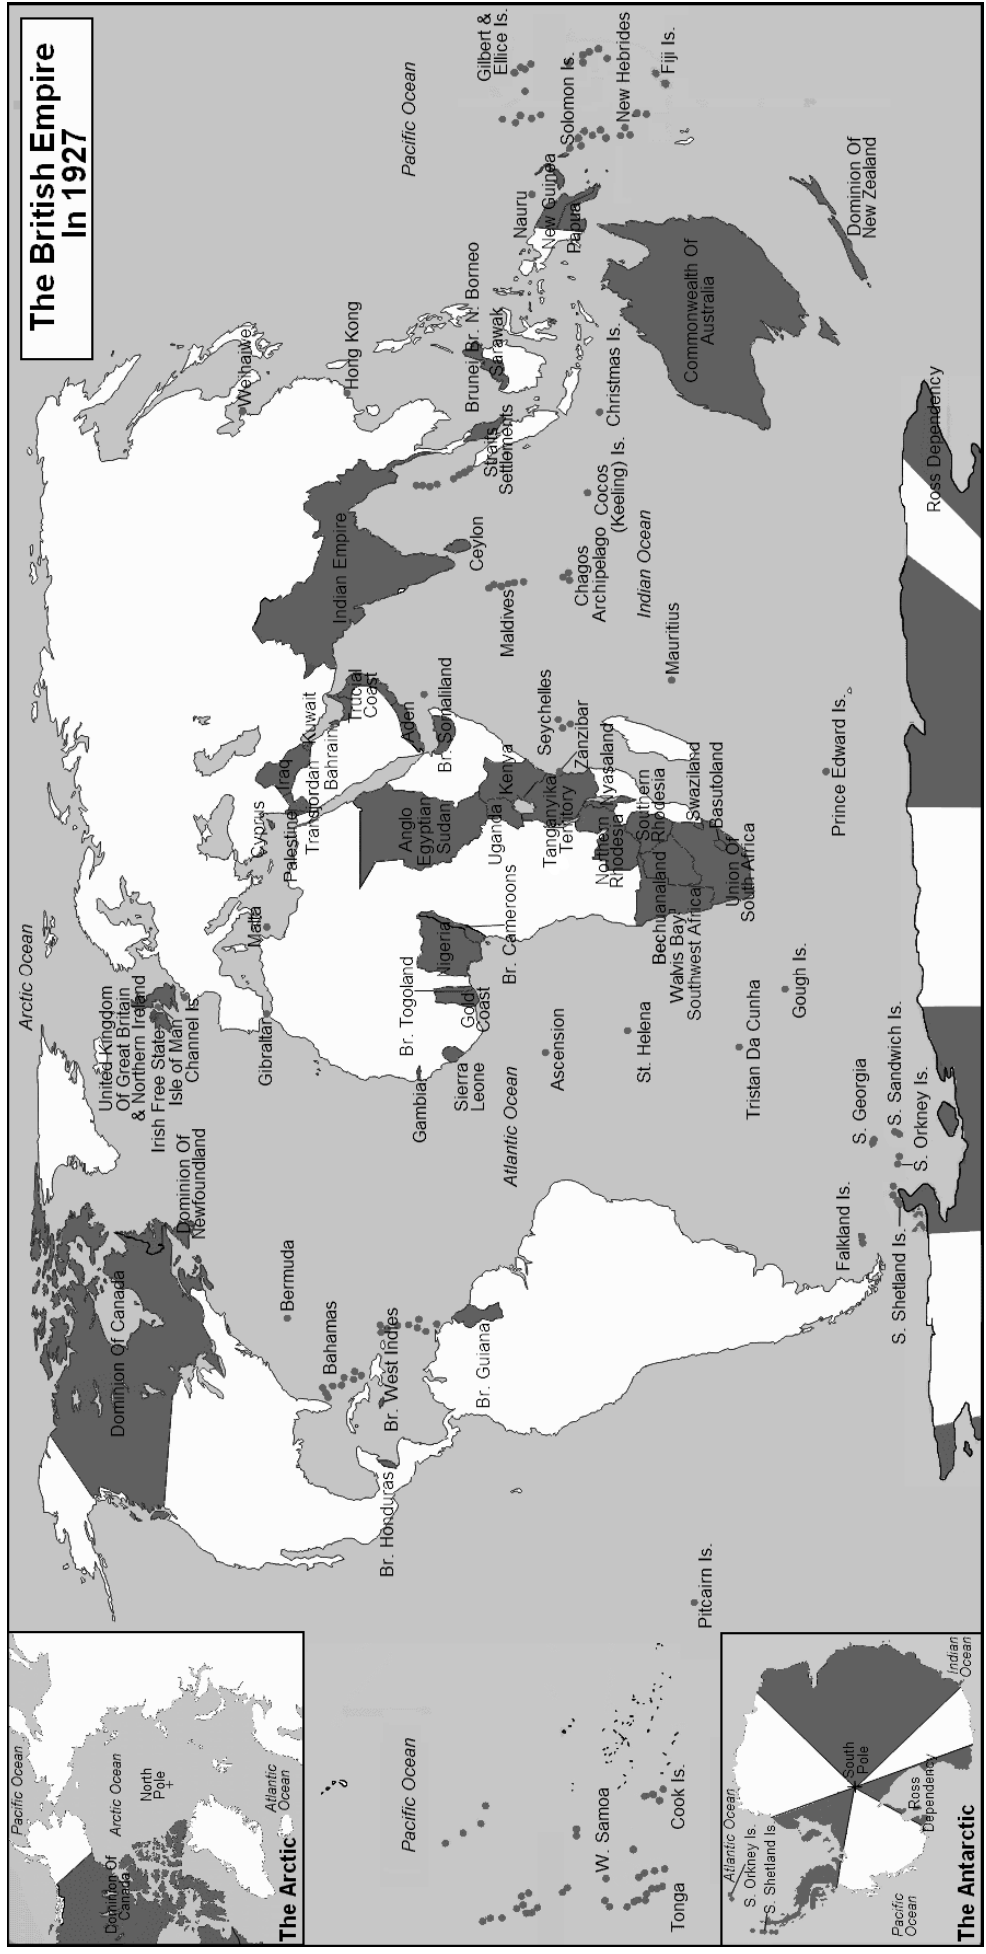 The British Empire
In 1927
Arctic Ocean
Dominion Of Canada
Dominion Of
Newfoundland
United Kingdom
Of Great Britain
& Northern Ireland
Irish Free State
Isle of Man
Channel Is.
Gibraltar
Malta
Cyprus
Palestine
Transjordan
Iraq
Kuwait
Bahrain
Trucial
Coast
Aden
Br. Somaliland
Weihaiwei
Hong Kong
Indian Empire
Ceylon
Maldives
Straits
Settlements
Brunei
Br. N. Borneo
Sarawak
Pacific Ocean
Gilbert &
Ellice Is.
Nauru
New Guinea
Papua
Solomon Is.
New Hebrides
Fiji Is.
Christmas Is.
Cocos
(Keeling) Is.
Chagos
Archipelago
Indian Ocean
Mauritius
Seychelles
Zanzibar
Commonwealth Of
Australia
Dominion Of
New Zealand
Bermuda
Bahamas
Br. West Indies
Br. Honduras
Br. Guiana
Atlantic Ocean
Gambia
Sierra
Leone
Gold
Coast
Br. Togoland
Nigeria
Br. Cameroons
Anglo
Egyptian
Sudan
Uganda
Kenya
Tanganyika
Territory
Northern
Rhodesia
Nyasaland
Southern
Rhodesia
Bechuanaland
Walvis Bay
Southwest Africa
Swaziland
Basutoland
Union Of
South Africa
Ascension
St. Helena
Tristan Da Cunha
Gough Is.
Prince Edward Is.
Falkland Is.
S. Georgia
S. Sandwich Is.
S. Orkney Is.
S. Shetland Is.
Ross Dependency
Pitcairn Is.
Pacific Ocean
Arctic Ocean
North
Pole
Atlantic
Ocean
Dominion Of
Canada
The Arctic
Pacific Ocean
W. Samoa
Cook Is.
Tonga
Atlantic Ocean
S. Orkney Is.
S. Shetland Is.
South
Pole
Ross
Dependency
Indian
Ocean
Pacific
Ocean
The Antarctic